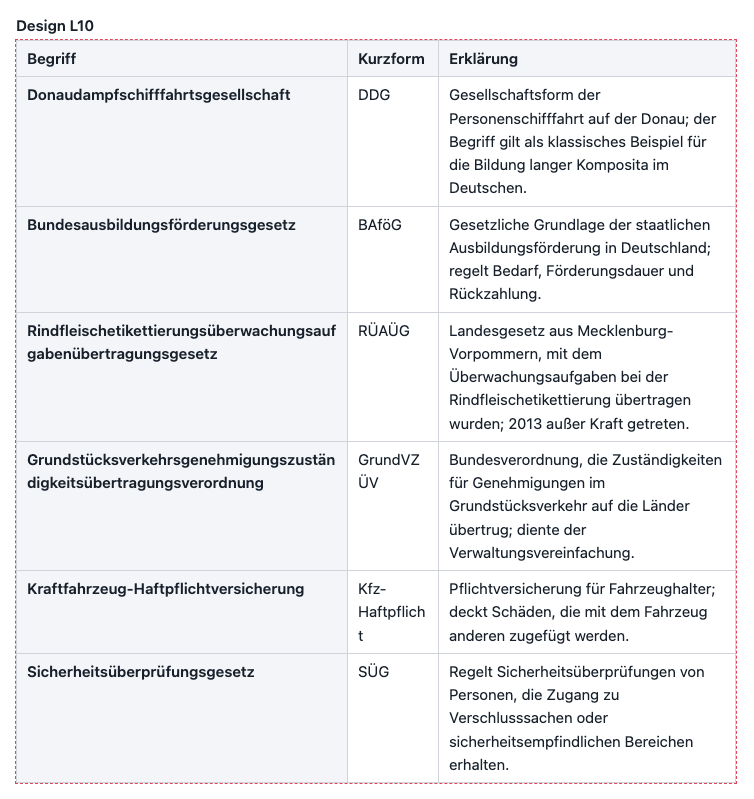 Design L10
Begriff
Kurzform
Erklärung
Donaudampfschifffahrtsgesellschaft
DDG
Gesellschaftsform der
Personenschifffahrt auf der Donau; der
Begriff gilt als klassisches Beispiel für
die Bildung langer Komposita im
Deutschen.
Bundesausbildungsförderungsgesetz
BAföG
Gesetzliche Grundlage der staatlichen
Ausbildungsförderung in Deutschland;
regelt Bedarf, Förderungsdauer und
Rückzahlung.
Rindfleischetikettierungsüberwachungsauf
gabenübertragungsgesetz
RÜAÜG
Landesgesetz aus Mecklenburg-
Vorpommern, mit dem
Überwachungsaufgaben bei der
Rindfleischetikettierung übertragen
wurden; 2013 außer Kraft getreten.
Grundstücksverkehrsgenehmigungszustän
digkeitsübertragungsverordnung
GrundVZ
ÜV
Bundesverordnung, die Zuständigkeiten
für Genehmigungen im
Grundstücksverkehr auf die Länder
übertrug; diente der
Verwaltungsvereinfachung.
Kraftfahrzeug-Haftpflichtversicherung
Kfz-
Haftpflich
t
Pflichtversicherung für Fahrzeughalter;
deckt Schäden, die mit dem Fahrzeug
anderen zugefügt werden.
Sicherheitsüberprüfungsgesetz
SÜG
Regelt Sicherheitsüberprüfungen von
Personen, die Zugang zu
Verschlusssachen oder
sicherheitsempfindlichen Bereichen
erhalten.